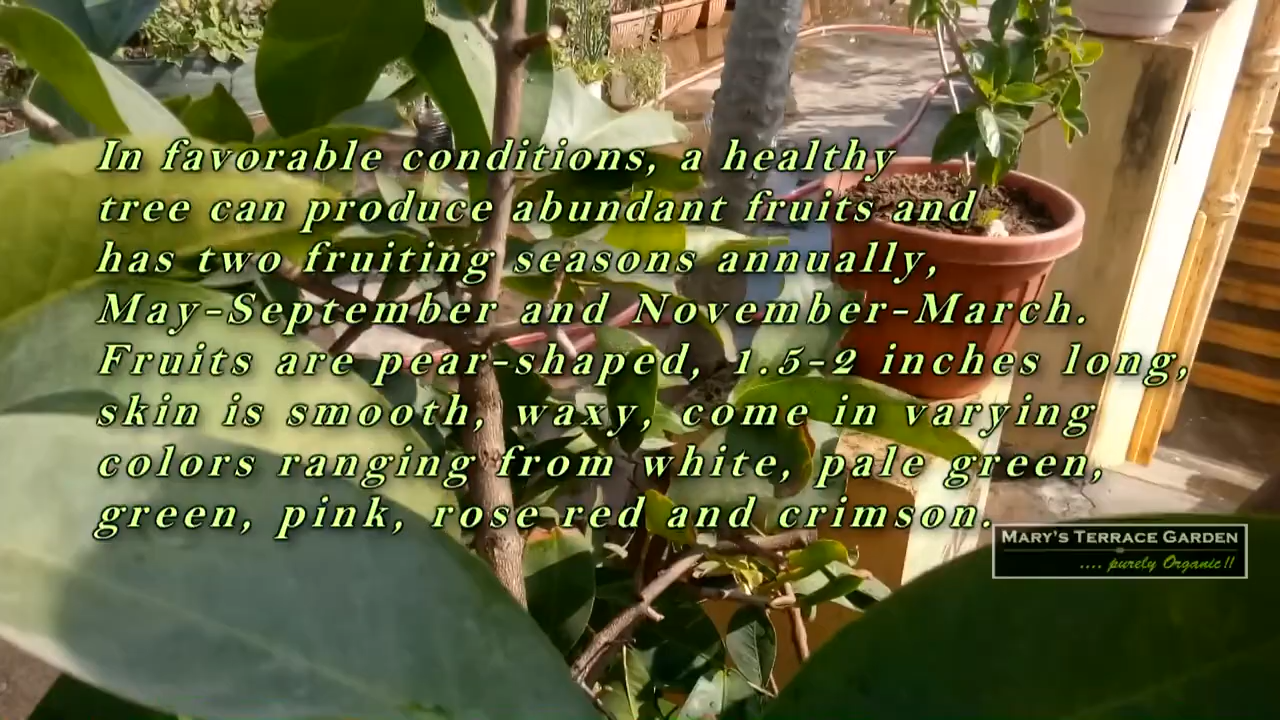 In favorable conditions, a healthy
tree can produce abundant fruits and
has two fruiting seasons annually,
May-September and November-March.
Fruits are pear-shaped, 1.5-2 inches long,
skin is smooth, waxy, come in varying
colors ranging from white, pale green,
green, pink, rose red and crimson.
MARY'S TERRACE GARDEN
.... purely Organic!!